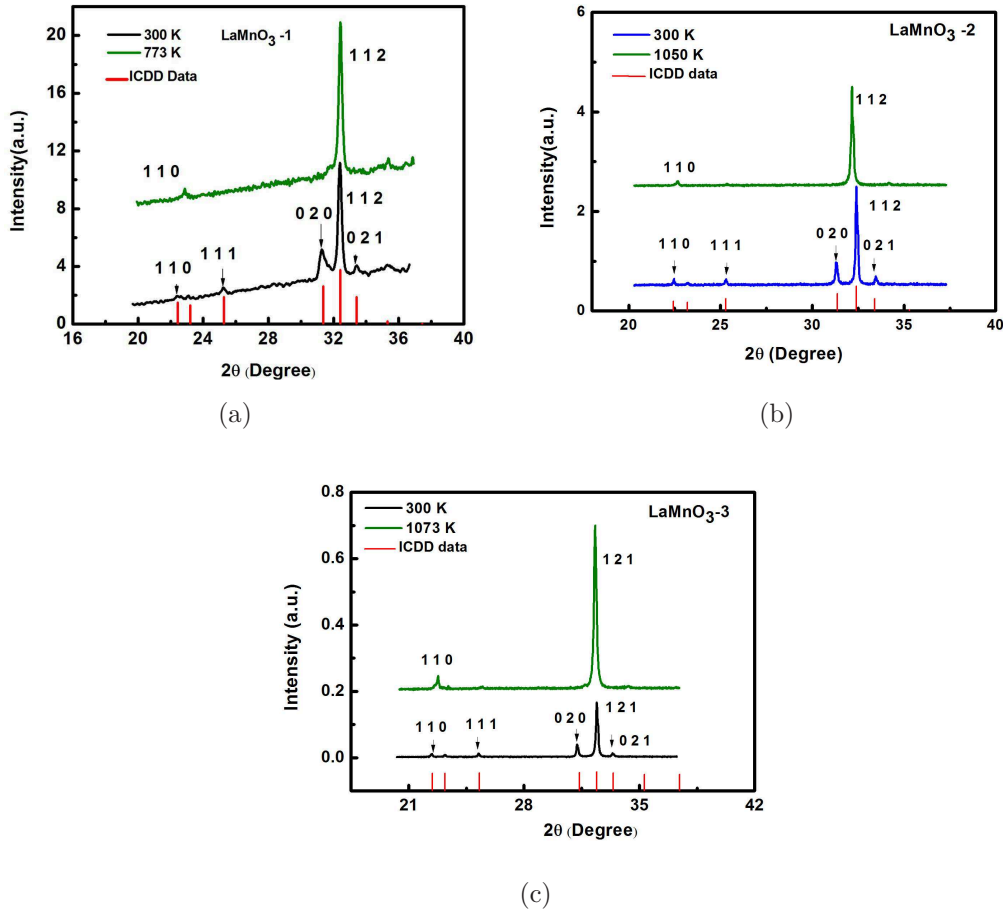 LaMnO₃ -1
300 K
773 K
ICDD Data
Intensity(a.u.)
20
16
12
8
4
0
1 1 2
1 1 0
1 1 2
0 2 0
0 2 1
1 1 1
1 1 0
16 20 24 28 32 36 40
2θ (Degree)
(a)
LaMnO₃ -2
300 K
1050 K
ICDD data
Intensity(a.u.)
6
4
2
0
1 1 2
1 1 0
1 1 2
0 2 0
0 2 1
1 1 0
1 1 1
20 25 30 35 40
2θ (Degree)
(b)
LaMnO₃-3
300 K
1073 K
ICDD data
Intensity (a.u.)
0.8
0.6
0.4
0.2
0.0
1 2 1
1 1 0
1 2 1
0 2 0
0 2 1
1 1 0
1 1 1
21 28 35 42
2θ (Degree)
(c)